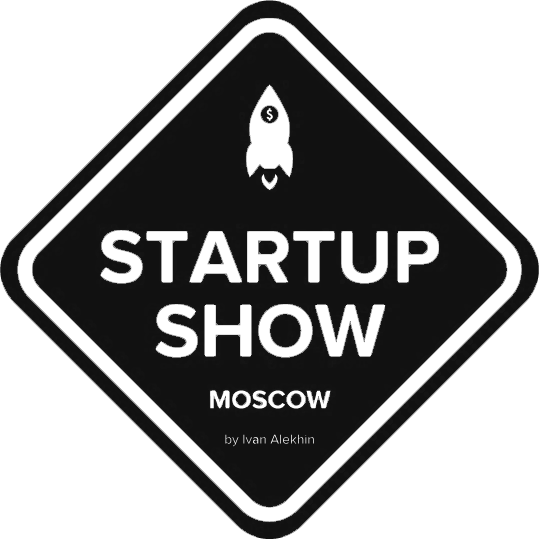 $
STARTUP
SHOW
MOSCOW
by Ivan Alekhin